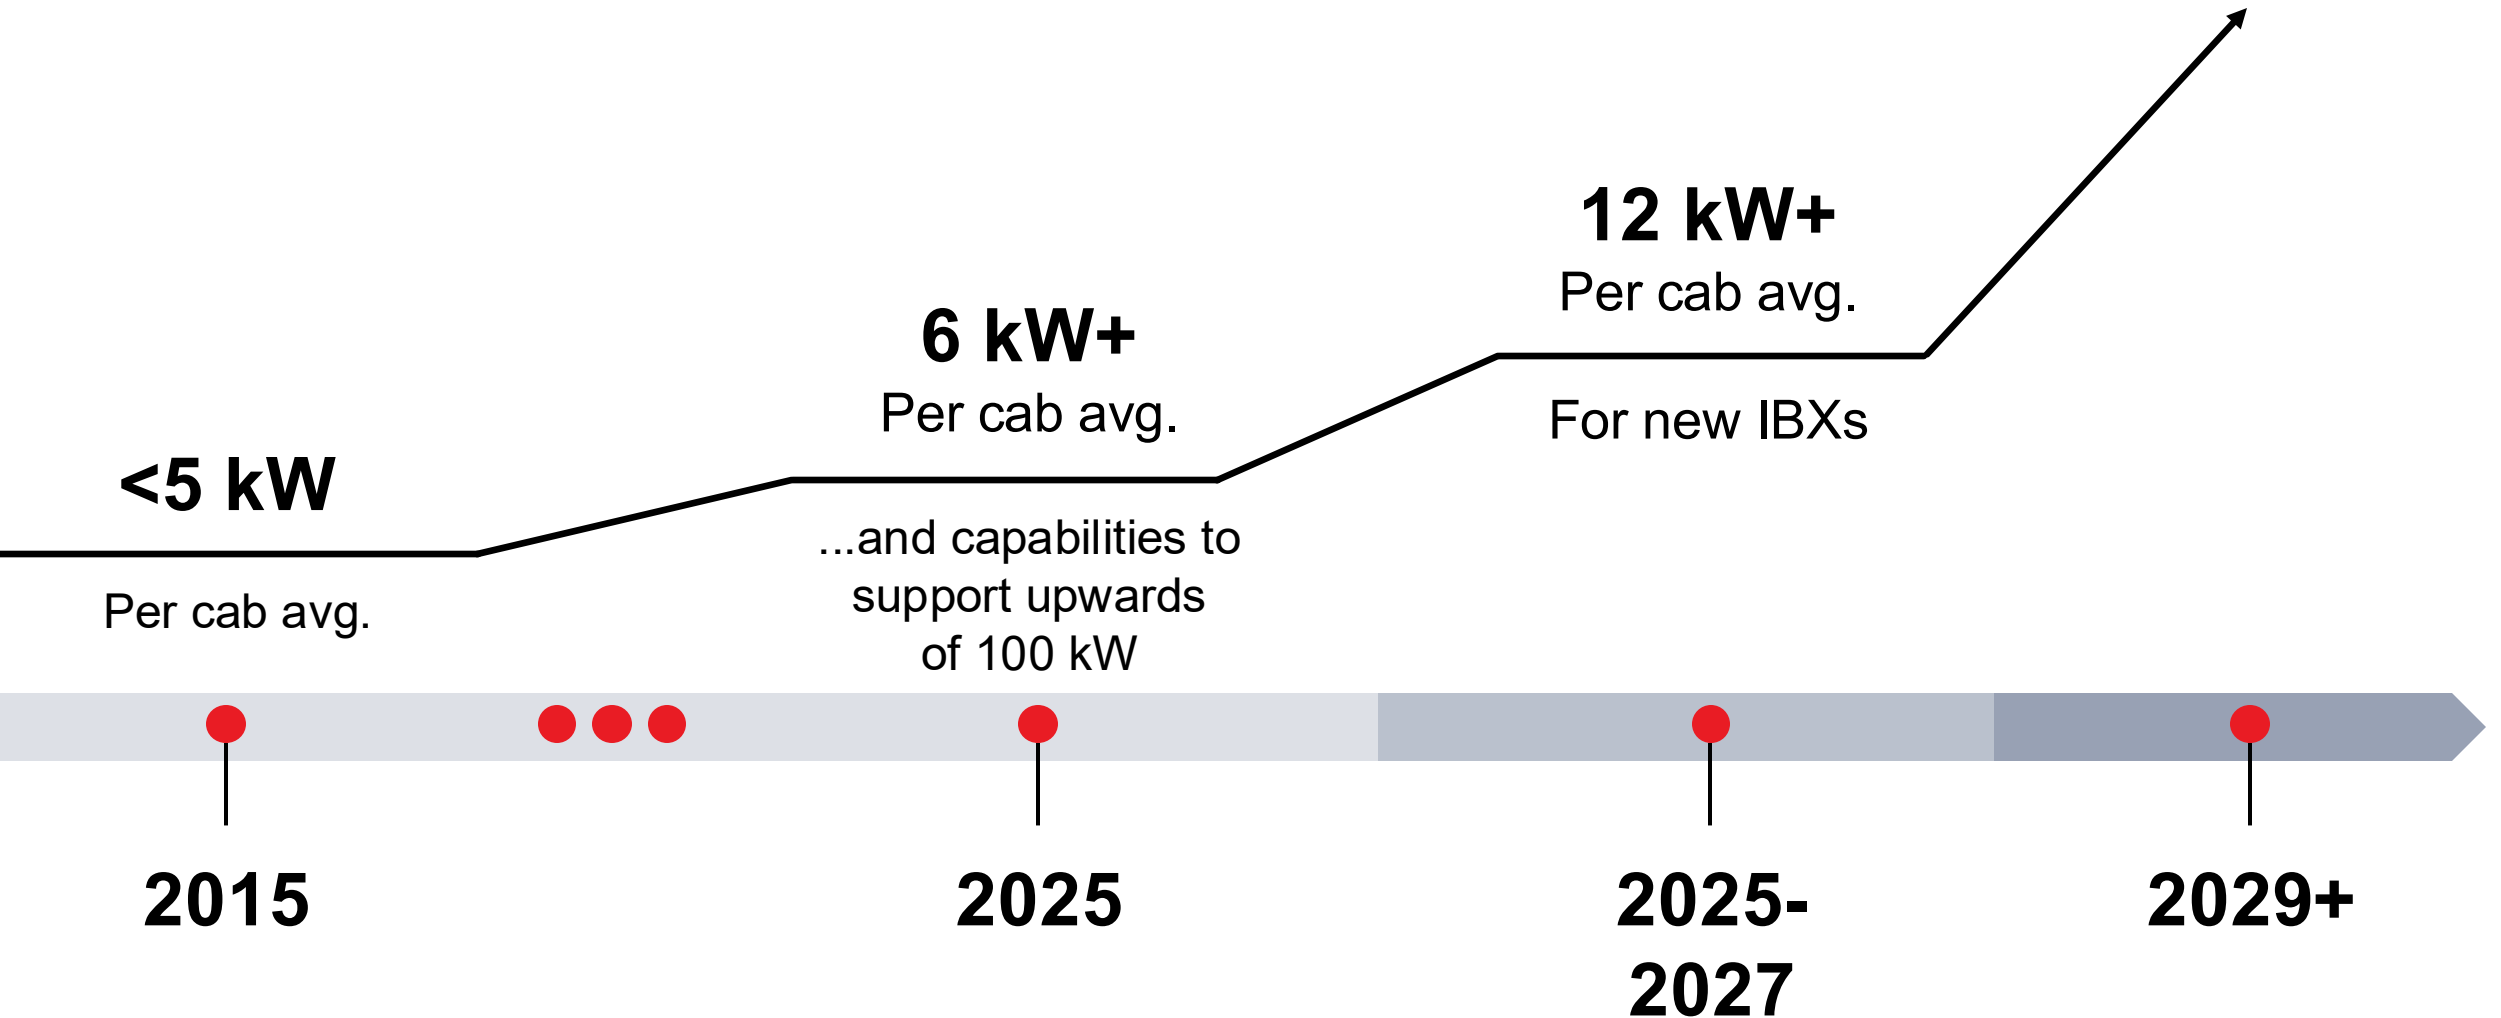 <5 kW
Per cab avg.
6 kW+
Per cab avg.
...and capabilities to
support upwards
of 100 kW
12 kW+
Per cab avg.
For new IBXs
2015
2025
2025-
2027
2029+